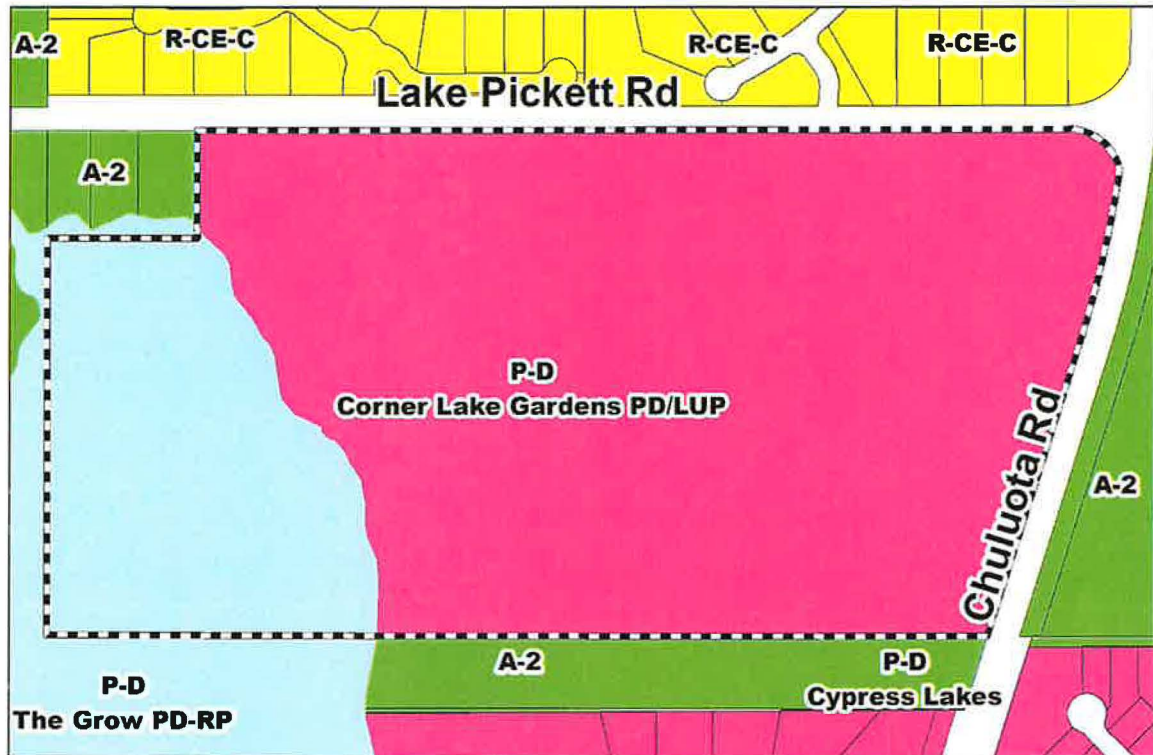 A-2
R-CE-C
R-CE-C
R-CE-C
Lake Pickett Rd
A-2
P-D
Corner Lake Gardens PD/LUP
Chuluota Rd
A-2
A-2
P-D
Cypress Lakes
P-D
The Grow PD-RP